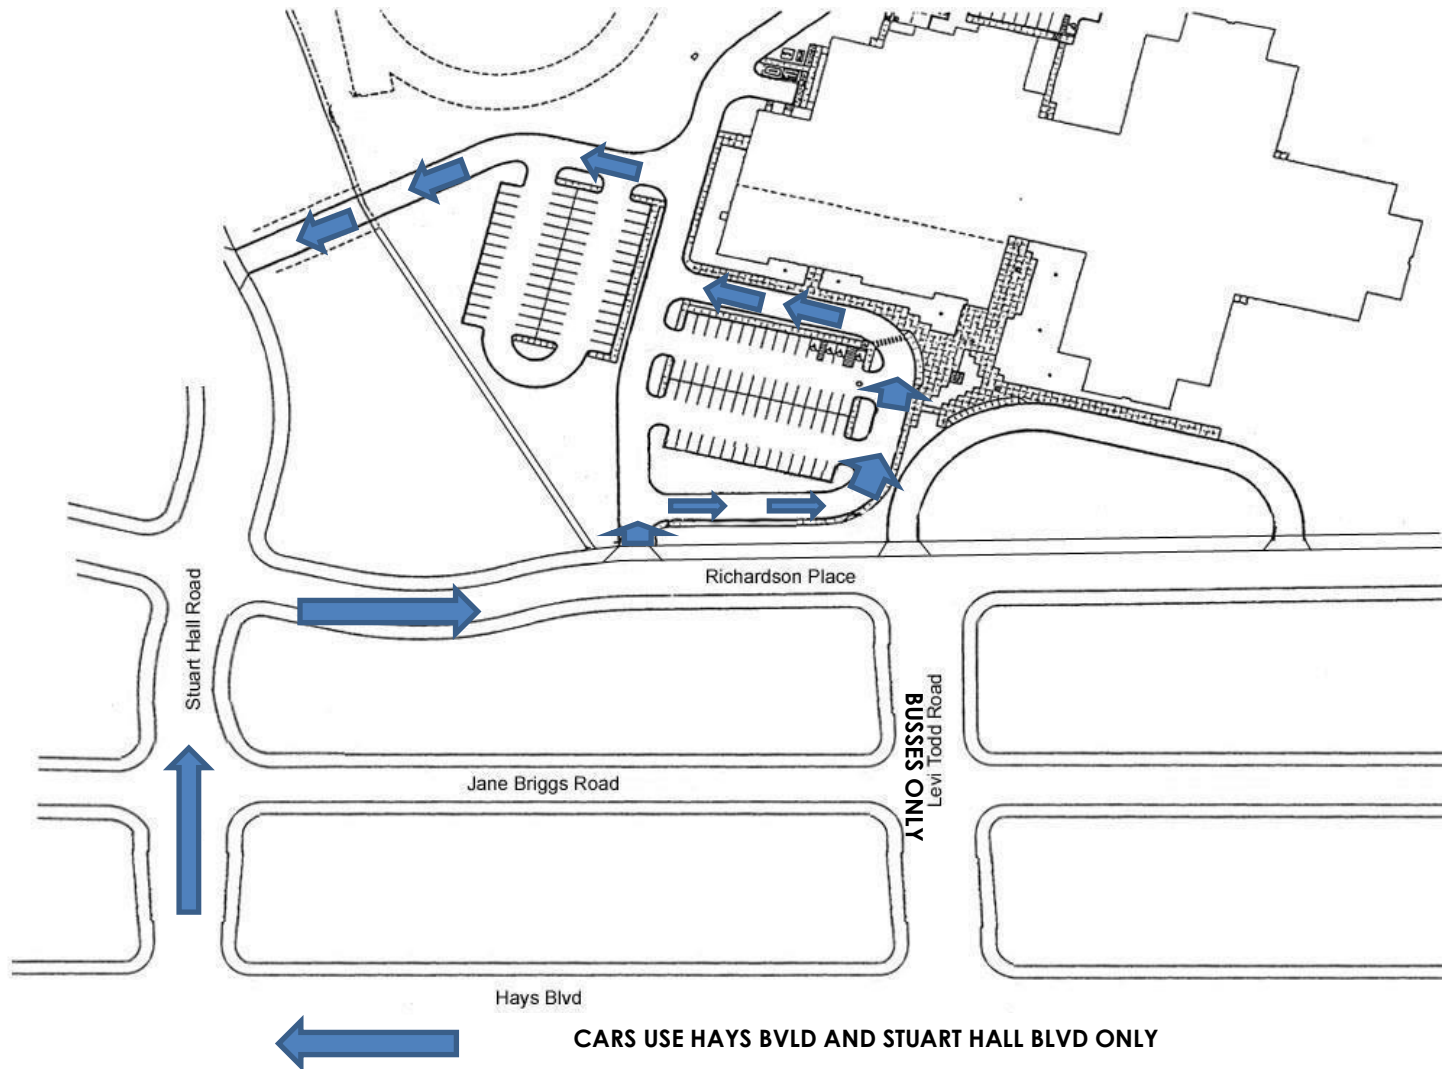 Richardson Place
Stuart Hall Road
Levi Todd Road
BUSSES ONLY
Jane Briggs Road
Hays Blvd
CARS USE HAYS BVLD AND STUART HALL BLVD ONLY